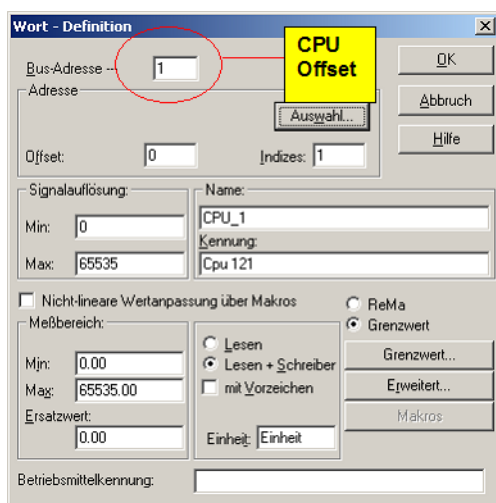 Wort - Definition
CPU Offset
Bus-Adresse -- 1
OK
Adresse
Auswahl...
Abbruch
Hilfe
Offset: 0 Indizes: 1
Signalauflösung:
Min: 0
Max: 65535
Name:
CPU_1
Kennung:
Cpu 121
Nicht-lineare Wertanpassung über Makros
ReMa
Grenzwert
Meßbereich:
Min: 0.00
Max: 65535.00
Ersatzwert:
0.00
Lesen
Lesen + Schreiber
mit Vorzeichen
Einheit: Einheit
Grenzwert...
Erweitert...
Makros
Betriebsmittelkennung: